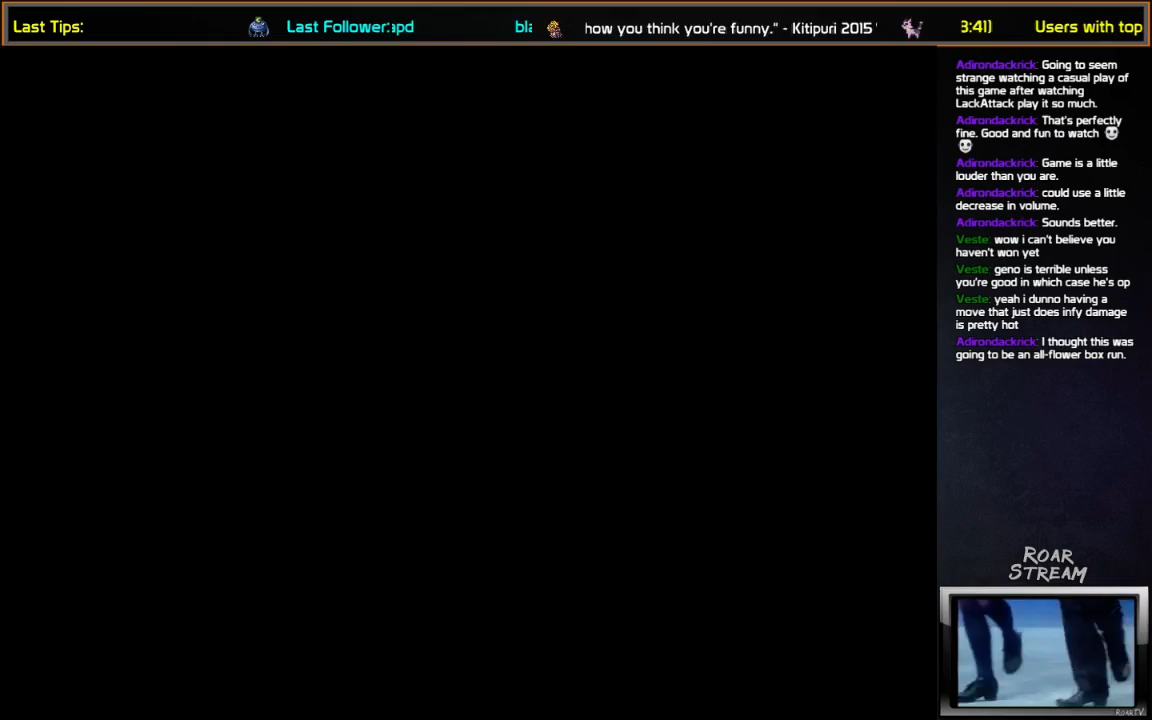 Last Tips:
Last Follower:
how you think you're funny." - Kitipuri 2015
3:41)
Users with top
Adirondackrick: Going to seem
strange watching a casual play of
this game after watching
LackAttack play it so much.
Adirondackrick: That's perfectly
fine. Good and fun to watch
Adirondackrick: Game is a little
louder than you are.
Adirondackrick: could use a little
decrease in volume.
Adirondackrick: Sounds better.
Veste: wow i can't believe you
haven't won yet
Veste: geno is terrible unless
you're good in which case he's op
Veste: yeah i dunno having a
move that just does infy damage
is pretty hot
Adirondackrick: I thought this was
going to be an all-flower box run.
ROAR
STREAM
ROARTV